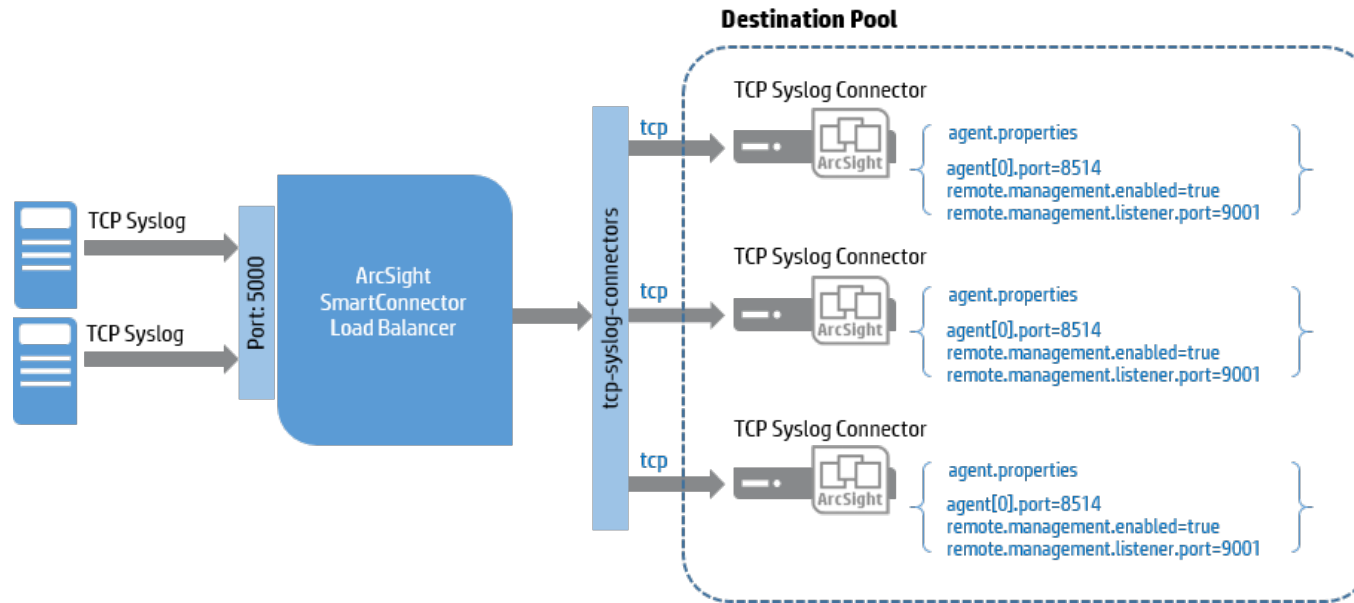 Destination Pool
TCP Syslog
TCP Syslog
Port: 5000
ArcSight
SmartConnector
Load Balancer
tcp-syslog-connectors
tcp
TCP Syslog Connector
ArcSight
agent.properties
agent[0].port=8514
remote.management.enabled=true
remote.management.listener.port=9001
tcp
TCP Syslog Connector
ArcSight
agent.properties
agent[0].port=8514
remote.management.enabled=true
remote.management.listener.port=9001
tcp
TCP Syslog Connector
ArcSight
agent.properties
agent[0].port=8514
remote.management.enabled=true
remote.management.listener.port=9001